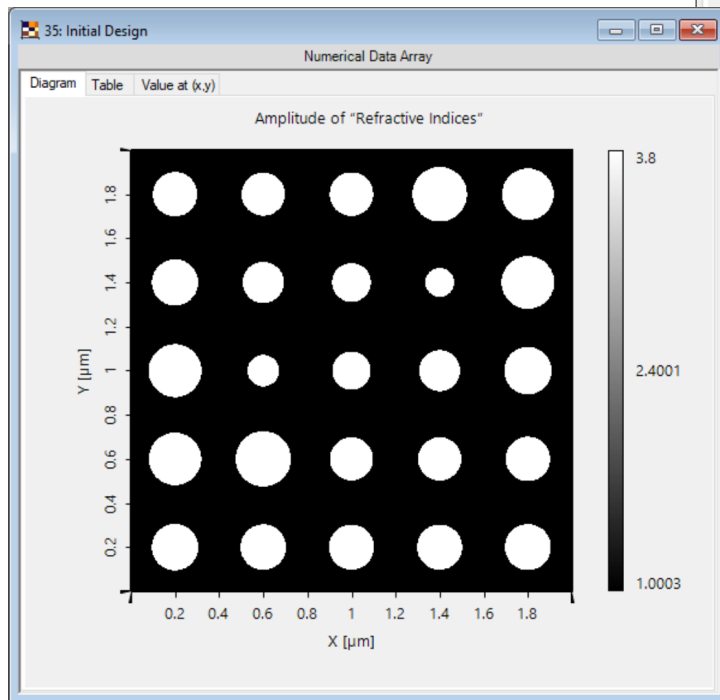 35: Initial Design
Numerical Data Array
Diagram Table Value at (x,y)
Amplitude of "Refractive Indices"
3.8
2.4001
1.0003
Y [µm]
1.8
1.6
1.4
1.2
1
0.8
0.6
0.4
0.2
0.2 0.4 0.6 0.8 1 1.2 1.4 1.6 1.8
X [µm]